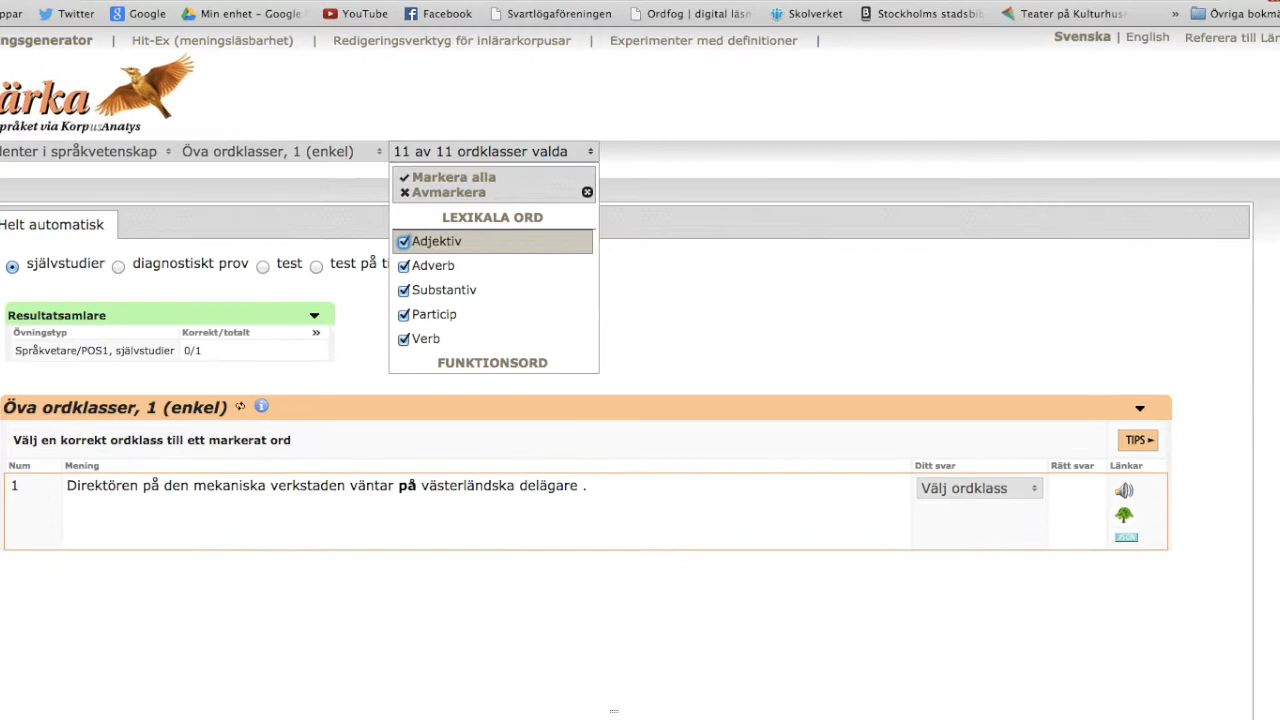 ppar Twitter Google Min enhet - Google YouTube Facebook Svartlögaföreningen Ordfog | digital läsn Skolverket Stockholms stadsbib Teater på Kulturhus » Övriga bokm
ngsgenerator | Hit-Ex (meningsläsbarhet) | Redigeringsverktyg för inlärarkorpusar | Experimenter med definitioner | Svenska | English Referera till Lär
ärka
pråket via KorpusAnalys
enter i språkvetenskap Öva ordklasser, 1 (enkel) 11 av 11 ordklasser valda
Markera alla
Avmarkera
LEXIKALA ORD
Helt automatisk
Adjektiv
självstudier diagnostiskt prov test test på ti
Adverb
Substantiv
Particip
Verb
FUNKTIONSORD
Resultatsamlare
Övningstyp Korrekt/totalt »
Språkvetare/POS1, självstudier 0/1
Öva ordklasser, 1 (enkel)
Välj en korrekt ordklass till ett markerat ord TIPS
Num Mening Ditt svar Rätt svar Länkar
1 Direktören på den mekaniska verkstaden väntar på västerländska delägare . Välj ordklass
JSON